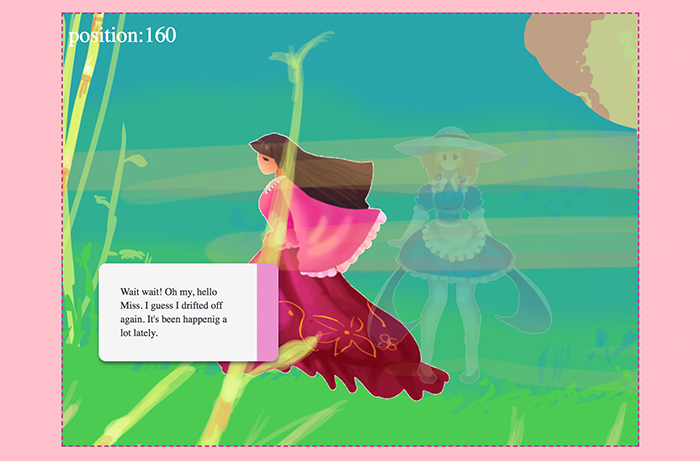 position:160
Wait wait! Oh my, hello
Miss. I guess I drifted off
again. It's been happenig a
lot lately.